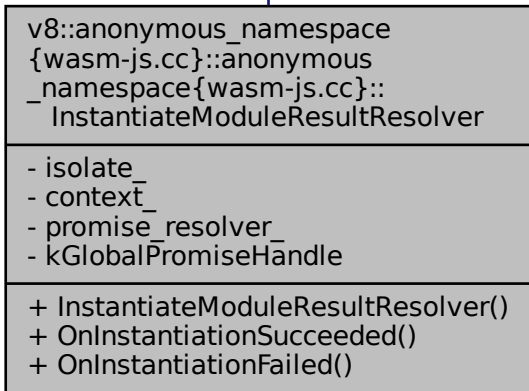 v8::anonymous_namespace
{wasm-js.cc}::anonymous
_namespace{wasm-js.cc}::
InstantiateModuleResultResolver
- isolate_
- context_
- promise_resolver_
- kGlobalPromiseHandle
+ InstantiateModuleResultResolver()
+ OnInstantiationSucceeded()
+ OnInstantiationFailed()